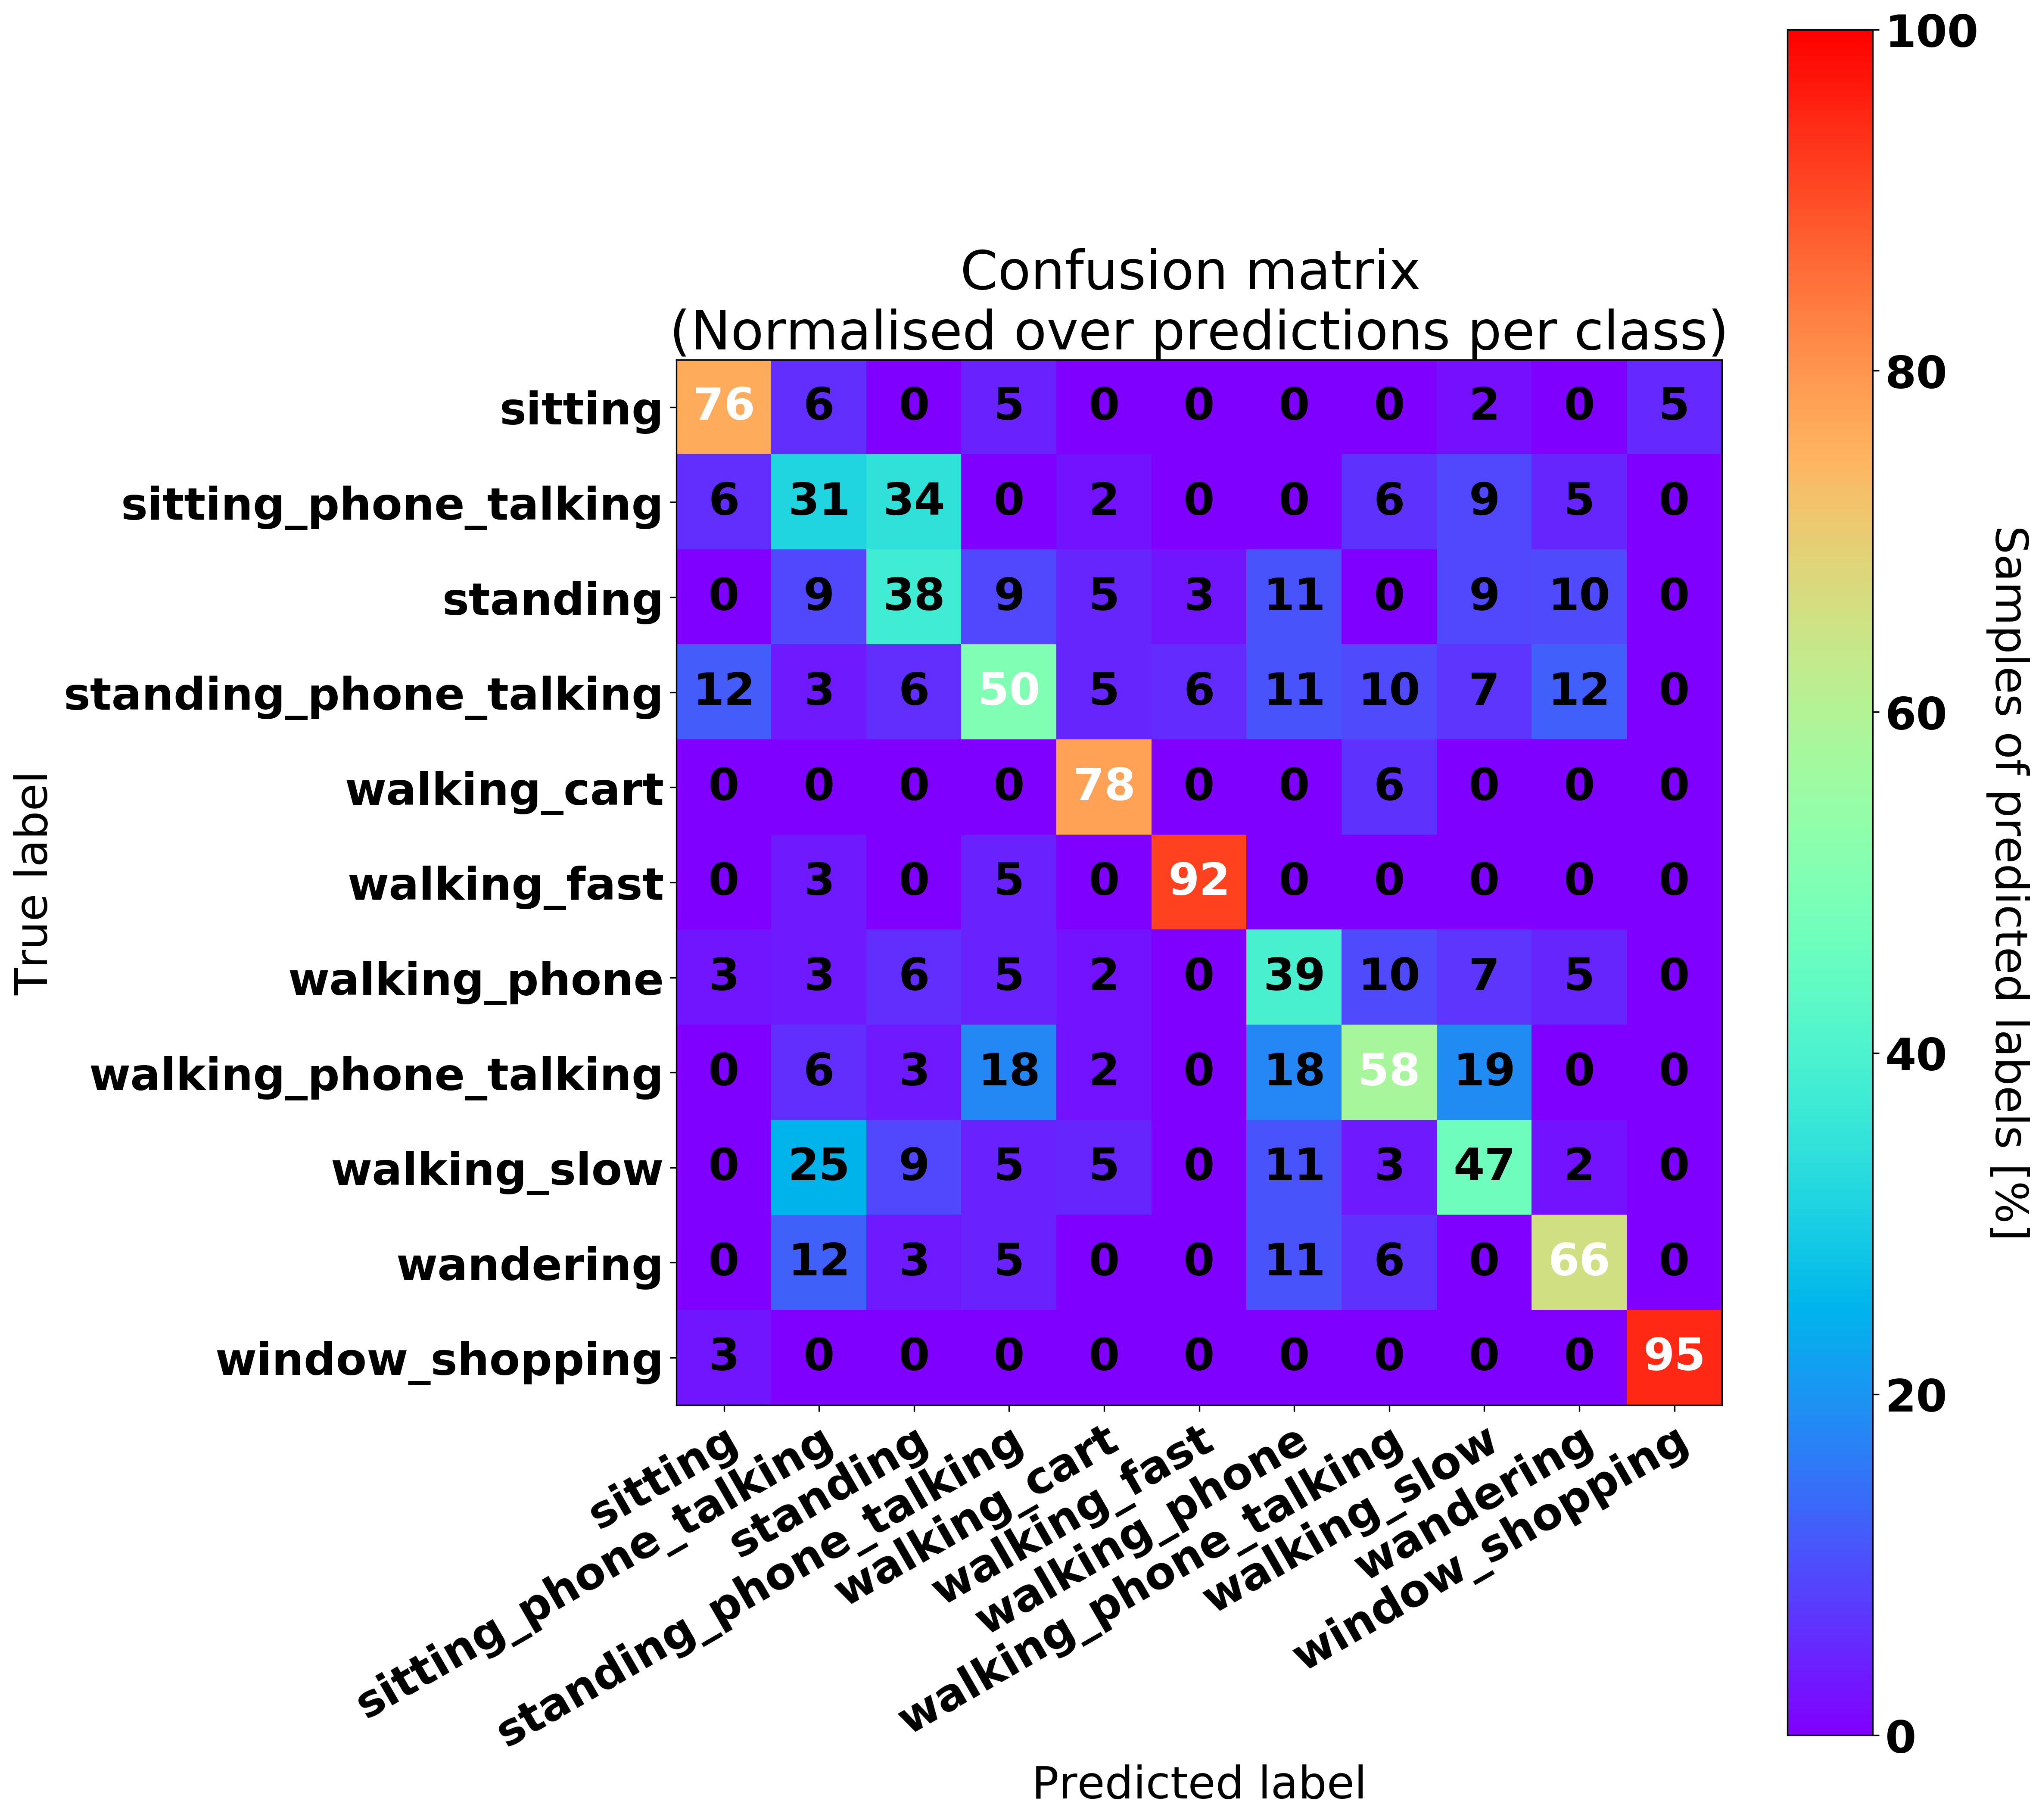 Confusion matrix
(Normalised over predictions per class)
True label
sitting 76 6 0 5 0 0 0 0 2 0 5
sitting_phone_talking 6 31 34 0 2 0 0 6 9 5 0
standing 0 9 38 9 5 3 11 0 9 10 0
standing_phone_talking 12 3 6 50 5 6 11 10 7 12 0
walking_cart 0 0 0 0 78 0 0 6 0 0 0
walking_fast 0 3 0 5 0 92 0 0 0 0 0
walking_phone 3 3 6 5 2 0 39 10 7 5 0
walking_phone_talking 0 6 3 18 2 0 18 58 19 0 0
walking_slow 0 25 9 5 5 0 11 3 47 2 0
wandering 0 12 3 5 0 0 11 6 0 66 0
window_shopping 3 0 0 0 0 0 0 0 0 0 95
sitting
sitting_phone_talking
standing
standing_phone_talking
walking_cart
walking_fast
walking_phone
walking_phone_talking
walking_slow
wandering
window_shopping
Predicted label
100
80
60
40
20
0
Samples of predicted labels [%]